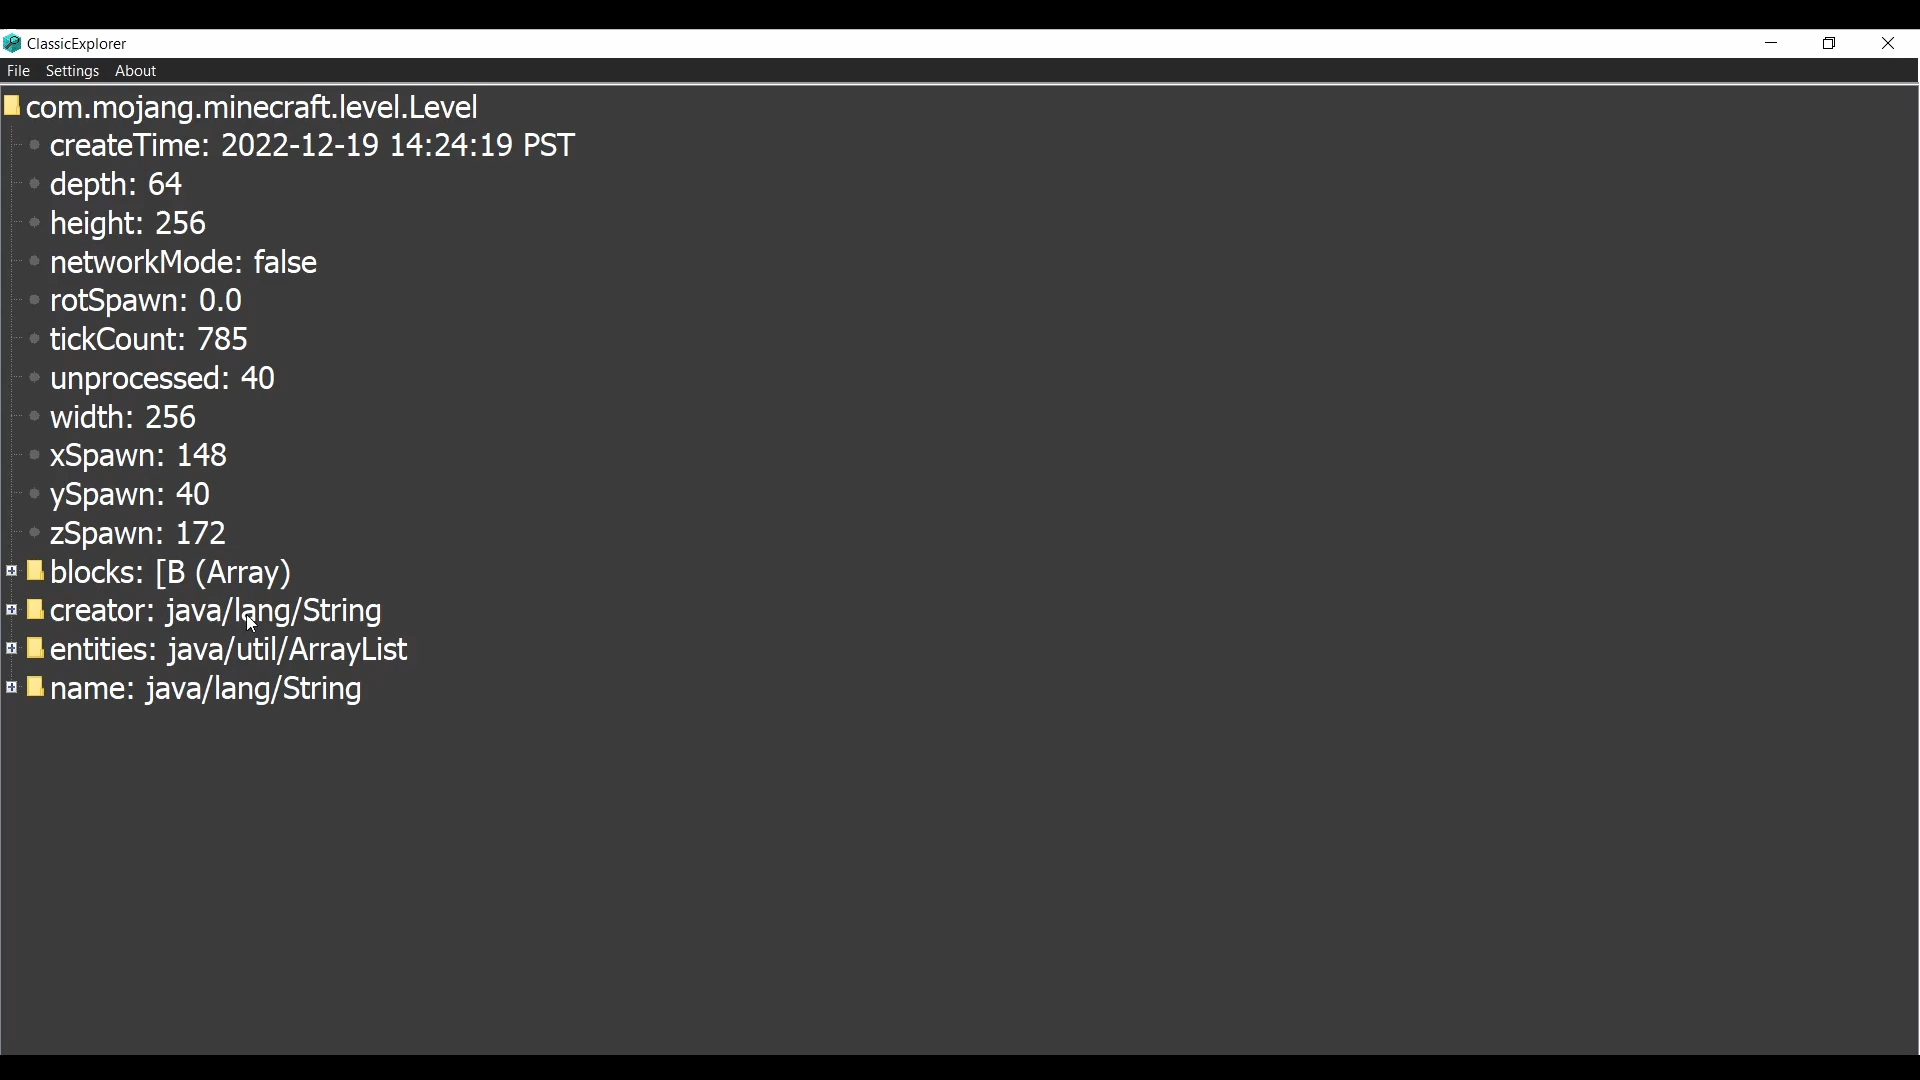 ClassicExplorer
File Settings About
com.mojang.minecraft.level.Level
createTime: 2022-12-19 14:24:19 PST
depth: 64
height: 256
networkMode: false
rotSpawn: 0.0
tickCount: 785
unprocessed: 40
width: 256
xSpawn: 148
ySpawn: 40
zSpawn: 172
blocks: [B (Array)
creator: java/lang/String
entities: java/util/ArrayList
name: java/lang/String